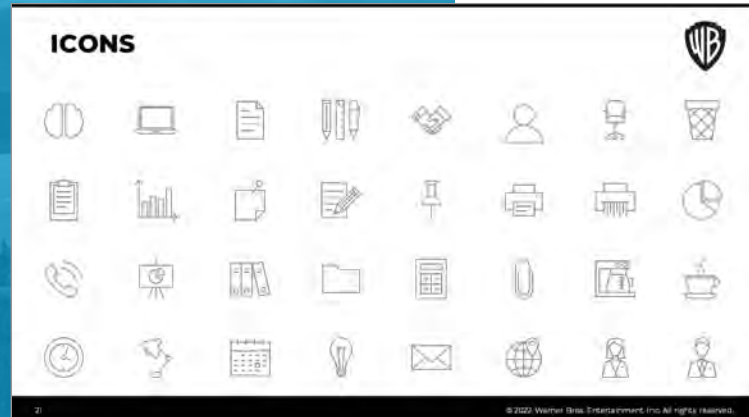 ICONS
WB
21
© 2022 Warner Bros. Entertainment Inc. All rights reserved.